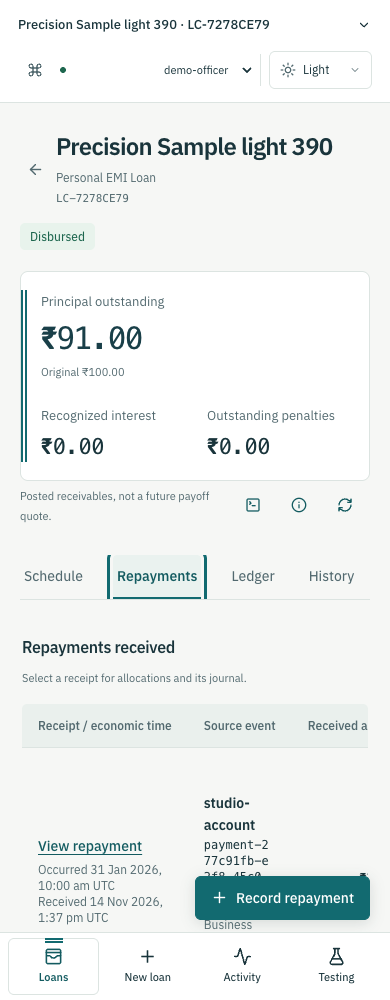 Precision Sample light 390 · LC-7278CE79
demo-officer
Light
Precision Sample light 390
Personal EMI Loan
LC-7278CE79
Disbursed
Principal outstanding
₹91.00
Original ₹100.00
Recognized interest
Outstanding penalties
₹0.00
₹0.00
Posted receivables, not a future payoff
quote.
Schedule
Repayments
Ledger
History
Repayments received
Select a receipt for allocations and its journal.
Receipt / economic time
Source event
Received a
studio-
account
View repayment
payment-2
77c91fb-e
Occurred 31 Jan 2026,
10:00 am UTC
Received 14 Nov 2026,
1:37 pm UTC
Record repayment
Business
Loans
New loan
Activity
Testing